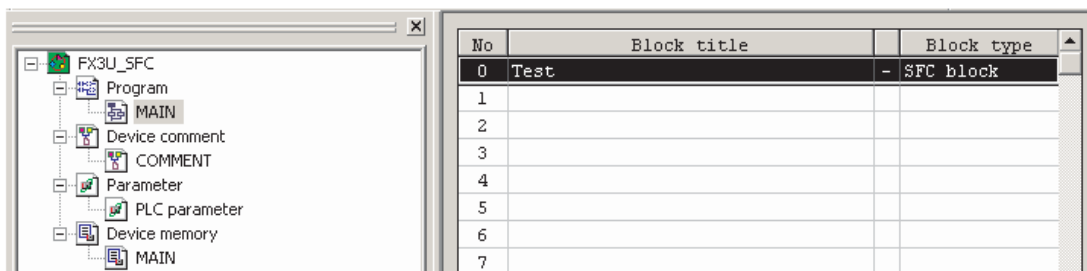 FX3U_SFC
Program
MAIN
Device comment
COMMENT
Parameter
PLC parameter
Device memory
MAIN
No Block title Block type
0 Test - SFC block
1
2
3
4
5
6
7